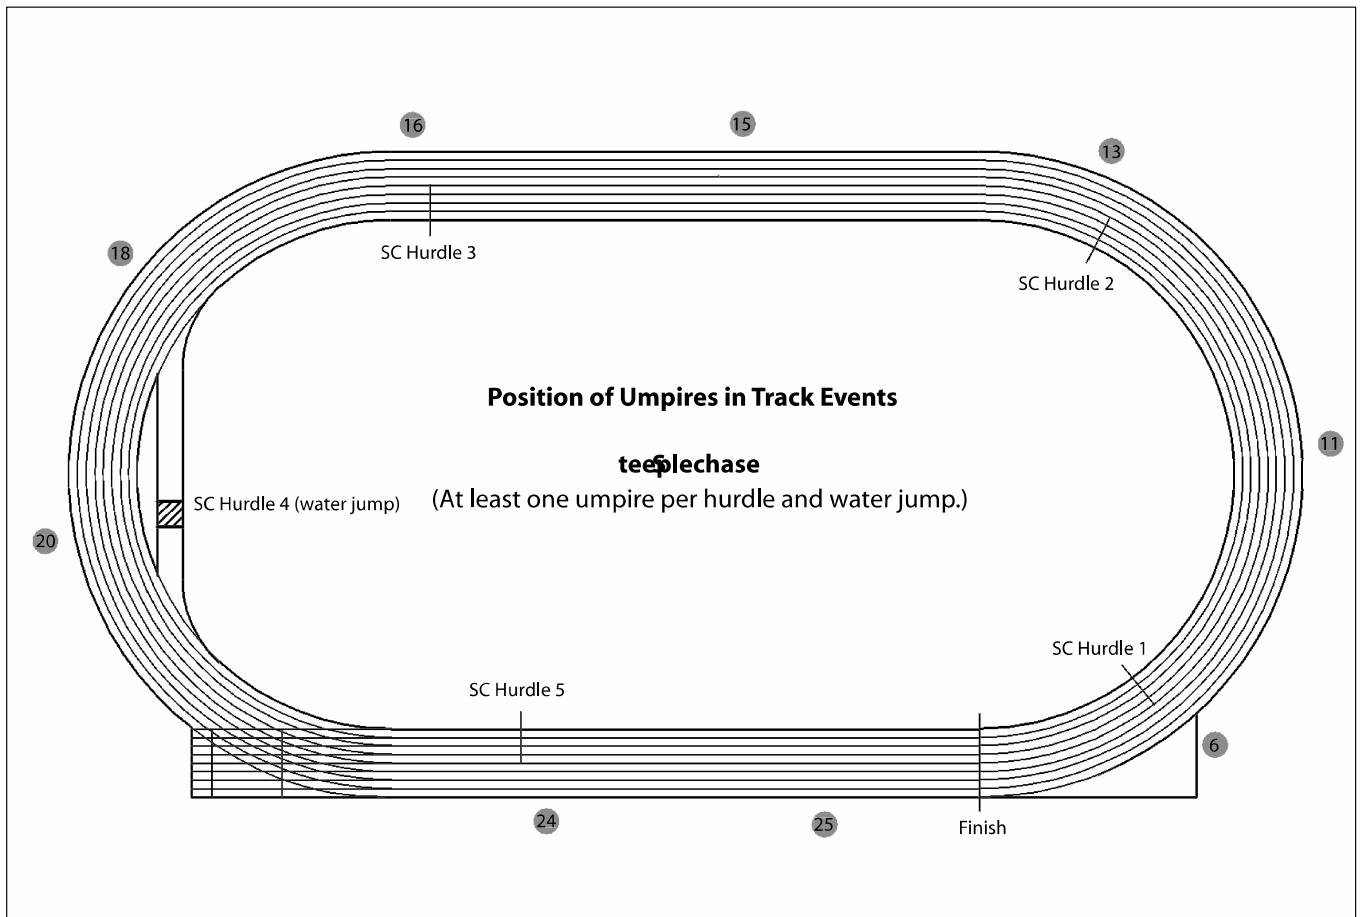 16
15
13
SC Hurdle 3
18
SC Hurdle 2
Position of Umpires in Track Events
11
Steeplechase
SC Hurdle 4 (water jump)
(At least one umpire per hurdle and water jump.)
20
SC Hurdle 1
SC Hurdle 5
6
24
25
Finish